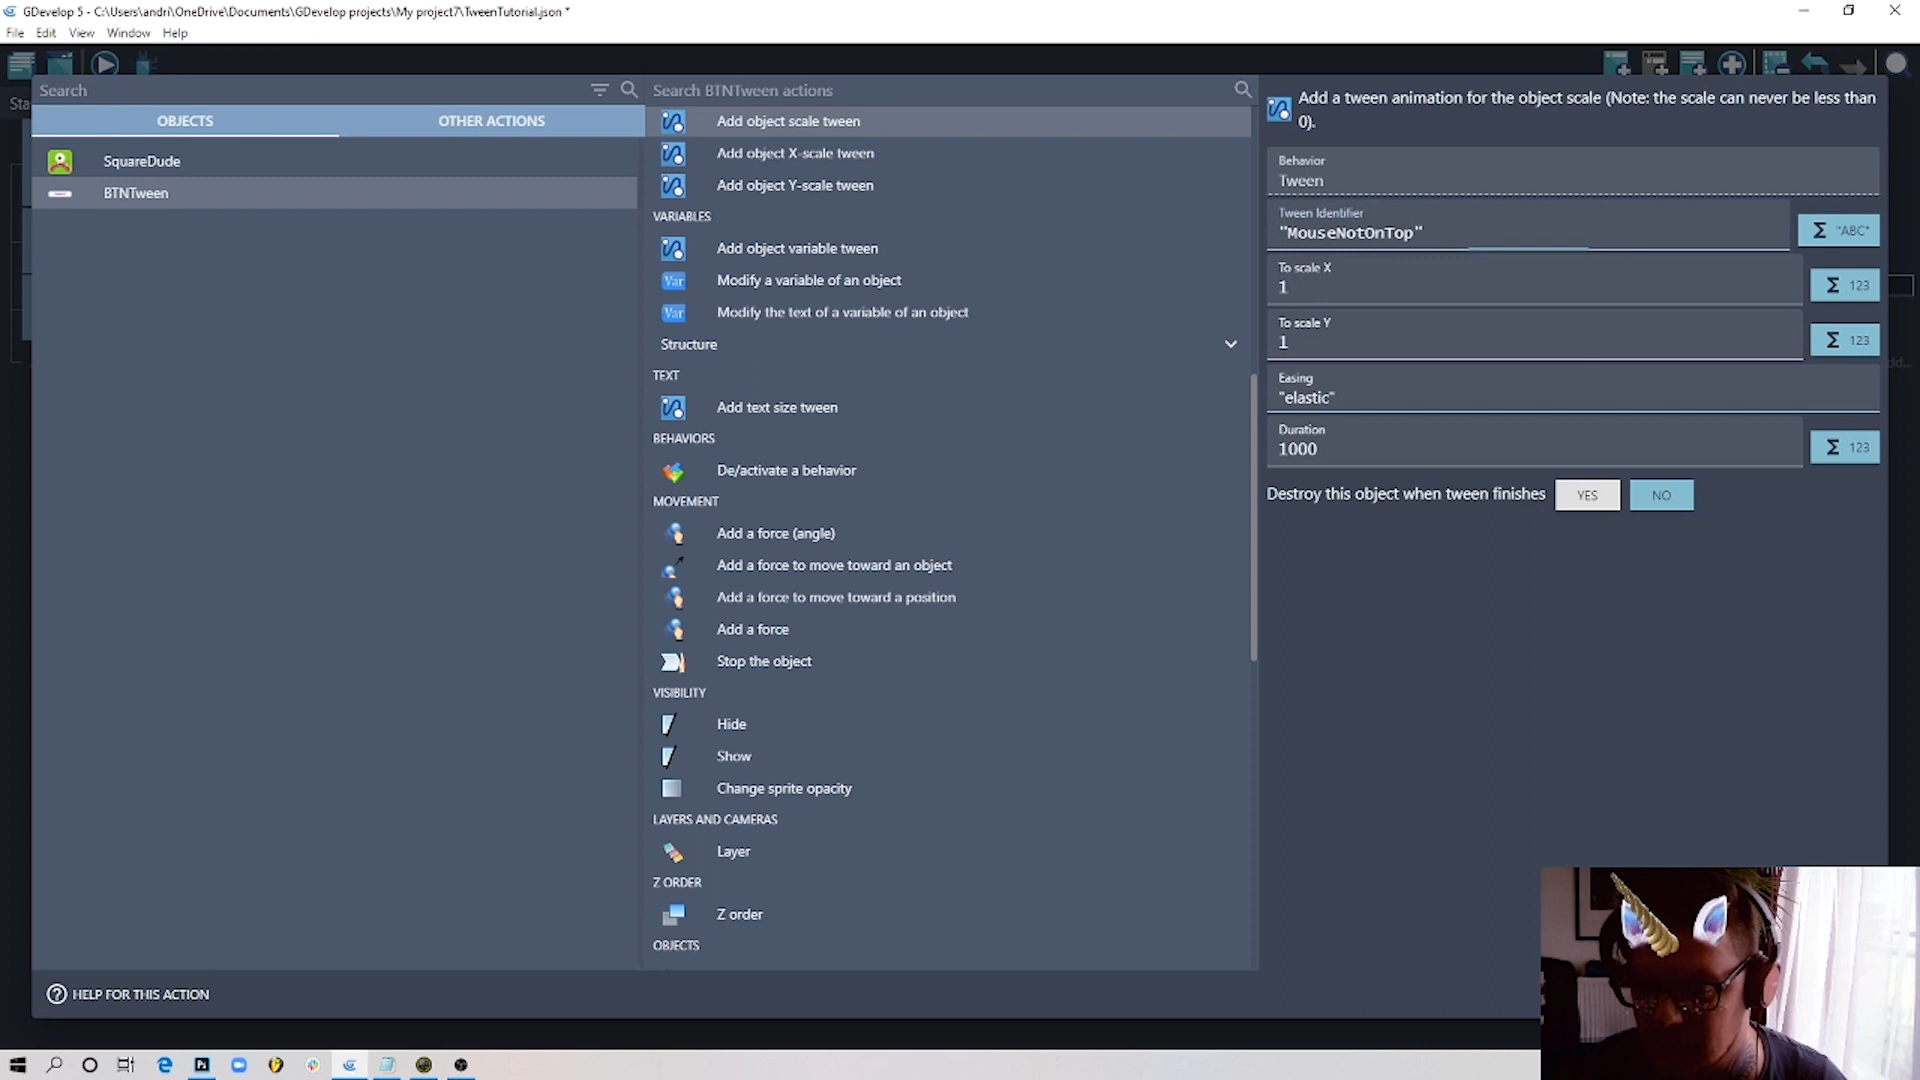 GDevelop 5 - C:\Users\andri\OneDrive\Documents\GDevelop projects\My project7\TweenTutorial.json *
File Edit View Window Help
Sta
Search
Search BTNTween actions
OBJECTS
OTHER ACTIONS
SquareDude
BTNTween
Add object scale tween
Add object X-scale tween
Add object Y-scale tween
VARIABLES
Add object variable tween
Var Modify a variable of an object
Var Modify the text of a variable of an object
Structure
TEXT
Add text size tween
BEHAVIORS
De/activate a behavior
MOVEMENT
Add a force (angle)
Add a force to move toward an object
Add a force to move toward a position
Add a force
Stop the object
VISIBILITY
Hide
Show
Change sprite opacity
LAYERS AND CAMERAS
Layer
Z ORDER
Z order
OBJECTS
Add a tween animation for the object scale (Note: the scale can never be less than
0).
Behavior
Tween
Tween Identifier
"MouseNotOnTop"
Σ "ABC"
To scale X
1
Σ 123
To scale Y
1
Σ 123
Easing
"elastic"
Duration
1000
Σ 123
Destroy this object when tween finishes YES NO
? HELP FOR THIS ACTION